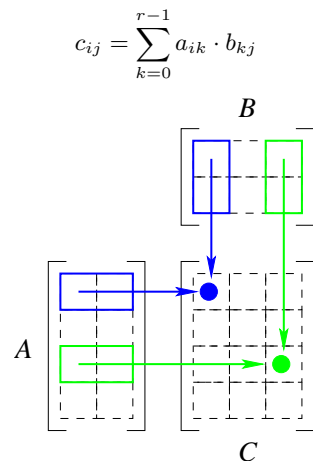 c_{ij} = \sum_{k=0}^{r-1} a_{ik} \cdot b_{kj}
B
A
C